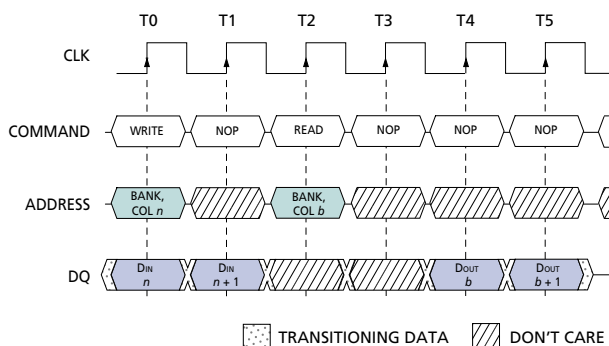 T0 T1 T2 T3 T4 T5
CLK
COMMAND WRITE NOP READ NOP NOP NOP
ADDRESS BANK, COL n BANK, COL b
DQ DIN n DIN n + 1 DOUT b DOUT b + 1
TRANSITIONING DATA DON'T CARE